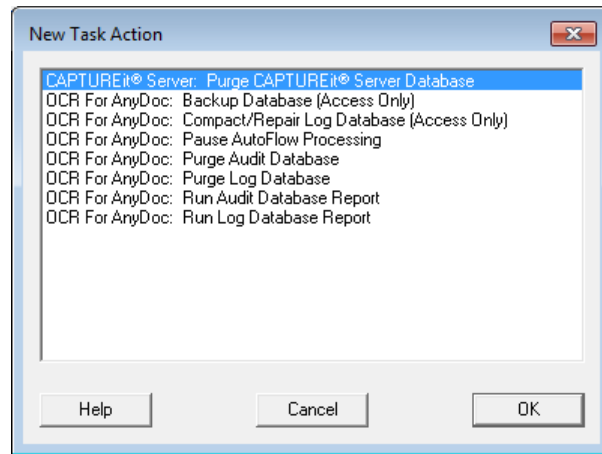 New Task Action
CAPTUREit® Server: Purge CAPTUREit® Server Database
OCR For AnyDoc: Backup Database (Access Only)
OCR For AnyDoc: Compact/Repair Log Database (Access Only)
OCR For AnyDoc: Pause AutoFlow Processing
OCR For AnyDoc: Purge Audit Database
OCR For AnyDoc: Purge Log Database
OCR For AnyDoc: Run Audit Database Report
OCR For AnyDoc: Run Log Database Report
Help Cancel OK